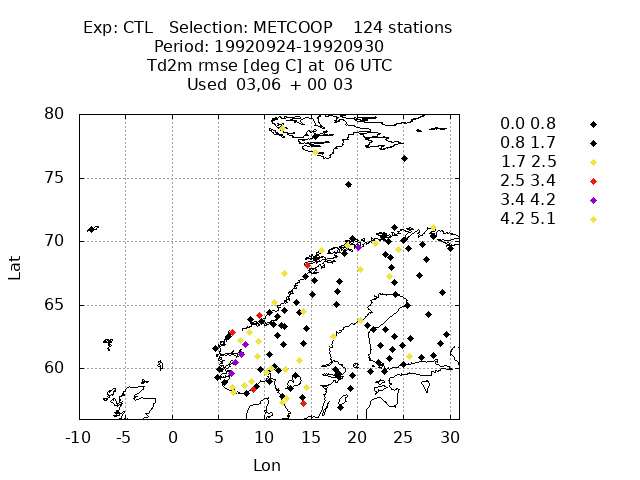 Exp: CTL   Selection: METCOOP    124 stations
Period: 19920924-19920930
Td2m rmse [deg C] at  06 UTC
Used  03,06  + 00 03
80
75
70
65
60
Lat
-10 -5 0 5 10 15 20 25 30
Lon
0.0 0.8
0.8 1.7
1.7 2.5
2.5 3.4
3.4 4.2
4.2 5.1